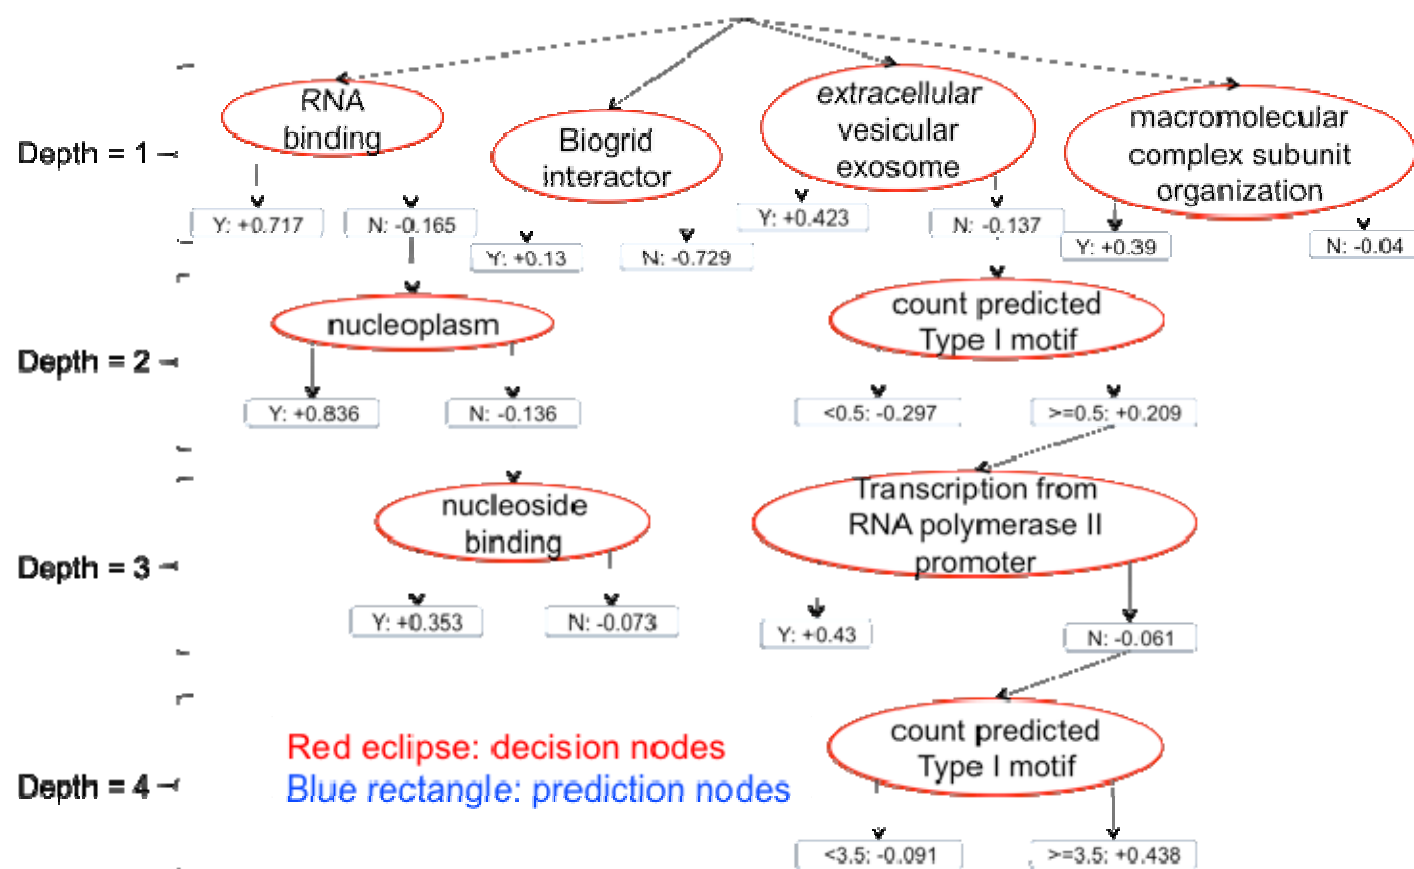 RNA
binding
Biogrid
interactor
extracellular
vesicular
exosome
macromolecular
complex subunit
organization
Depth = 1
Y: +0.717
N: -0.165
Y: +0.13
N: -0.729
Y: +0.423
N: -0.137
Y: +0.39
N: -0.04
nucleoplasm
count predicted
Type I motif
Depth = 2
Y: +0.836
N: -0.136
<0.5: -0.297
>=0.5: +0.209
nucleoside
binding
Transcription from
RNA polymerase II
promoter
Depth = 3
Y: +0.353
N: -0.073
Y: +0.43
N: -0.061
count predicted
Type I motif
Red eclipse: decision nodes
Blue rectangle: prediction nodes
Depth = 4
<3.5: -0.091
>=3.5: +0.438